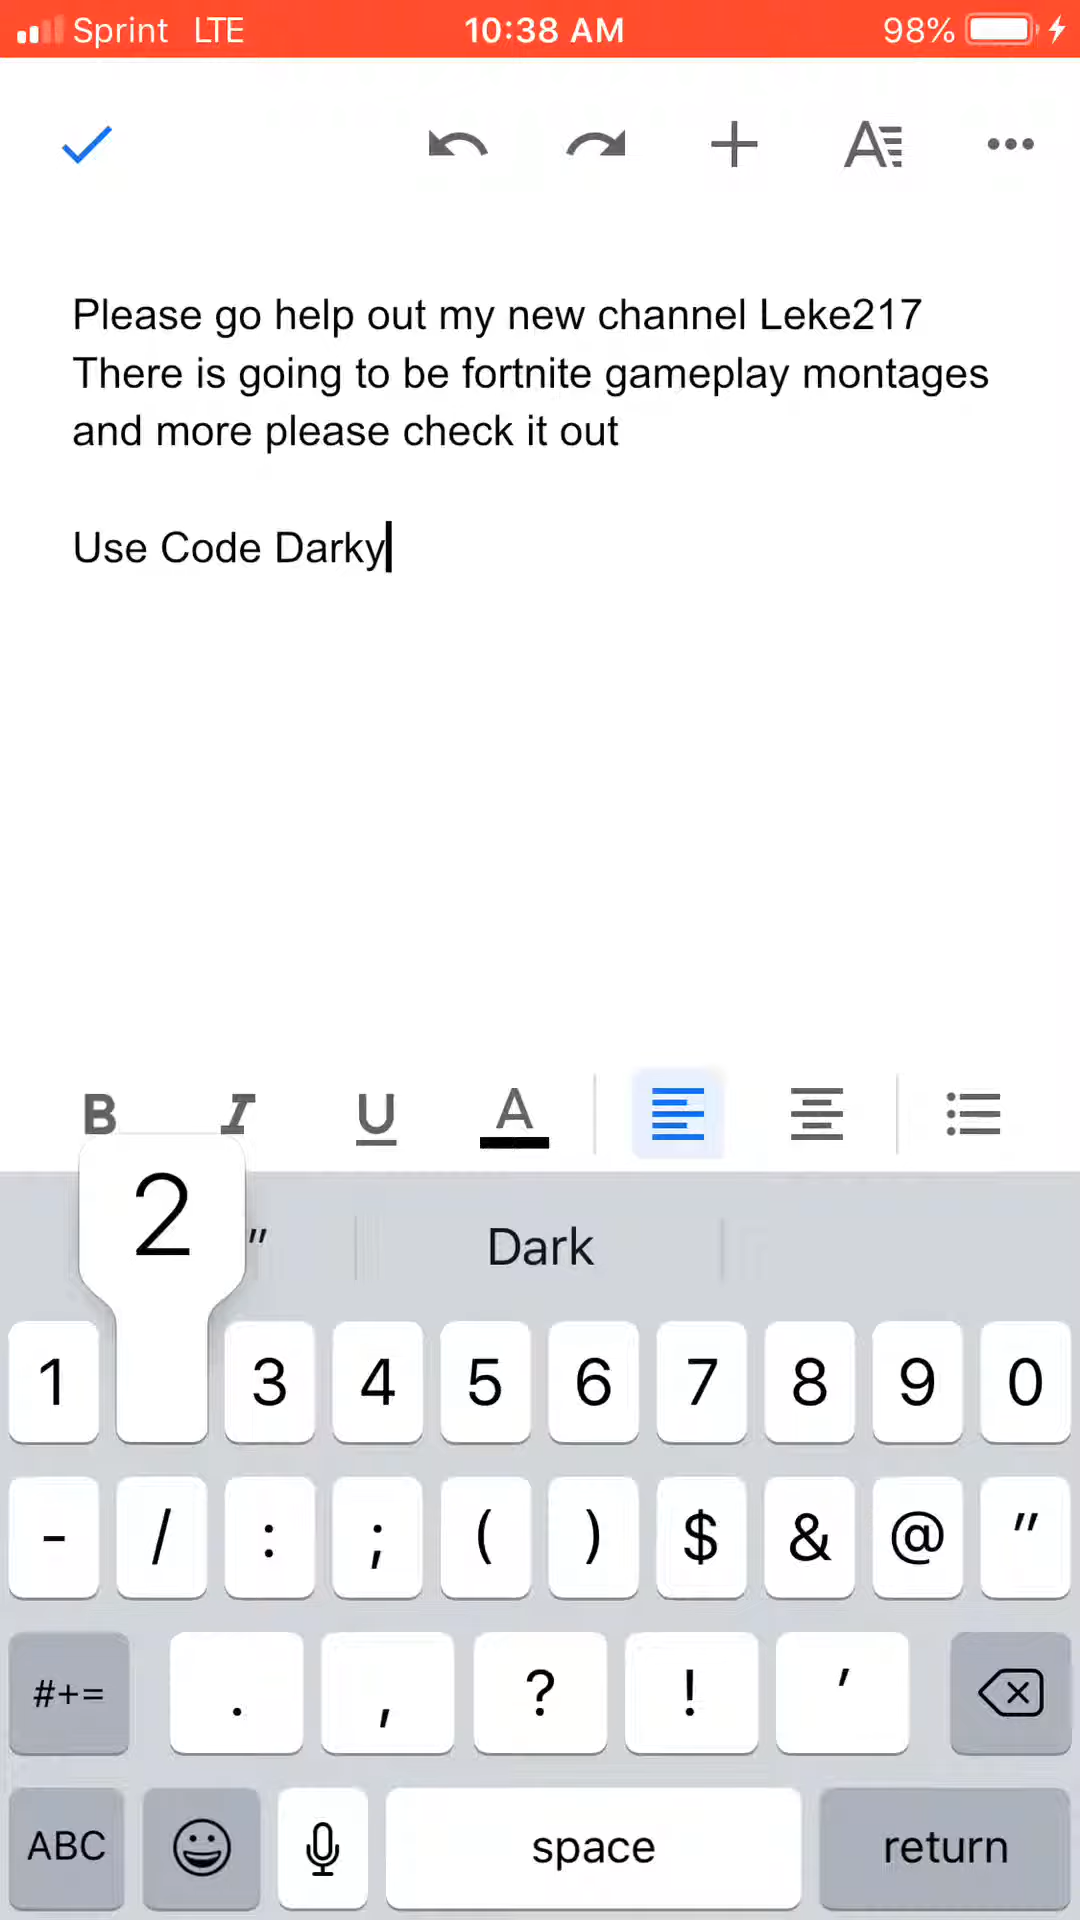 Sprint LTE 10:38 AM 98%
Please go help out my new channel Leke217
There is going to be fortnite gameplay montages
and more please check it out
Use Code Darky
B I U A
2 " Dark
1 3 4 5 6 7 8 9 0
- / : ; ( ) $ & @ "
#+= . , ? ! '
ABC space return